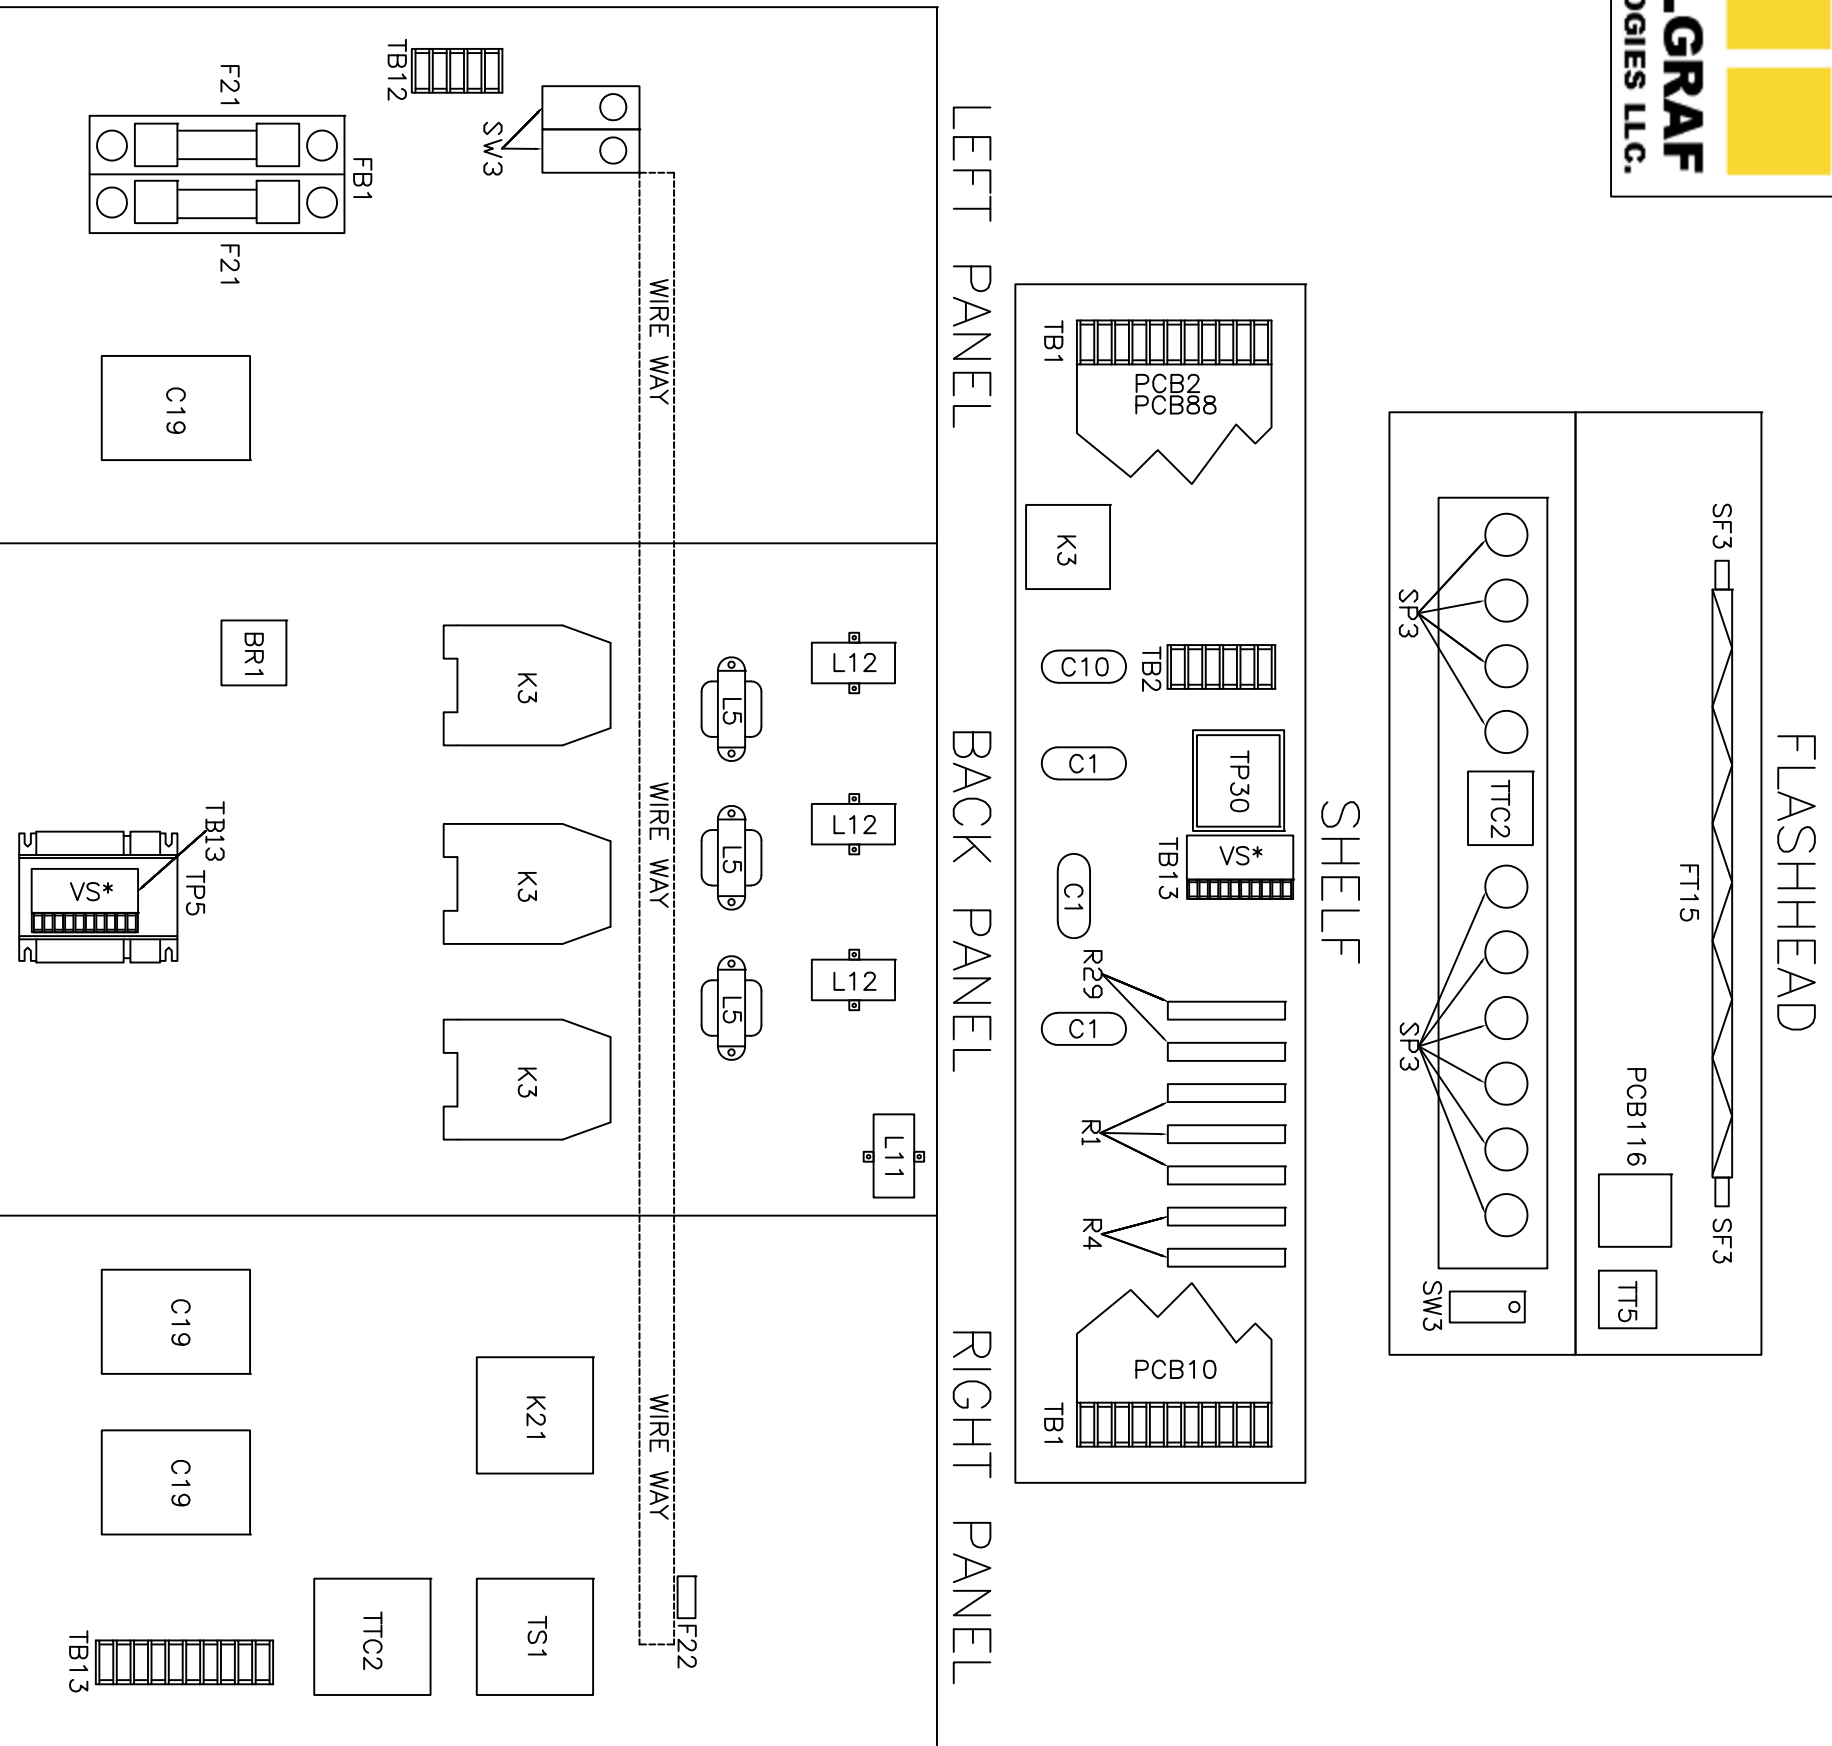 LGRAF
OGIES LLC.
FLASHHEAD
SF3
FT15
SF3
PCB116
TT5
SP3
TTC2
SP3
SW3
SHELF
TB1
PCB2
PCB88
K3
C10
TB2
C1
TP30
VS*
TB13
C1
R29
C1
R1
R4
PCB10
TB1
LEFT PANEL
BACK PANEL
RIGHT PANEL
TB12
SW3
F21
FB1
F21
C19
WIRE WAY
L12
L12
L12
L11
L5
L5
L5
WIRE WAY
K3
K3
K3
BR1
TB13
TP5
VS*
F22
WIRE WAY
K21
TS1
TTC2
C19
C19
TB13